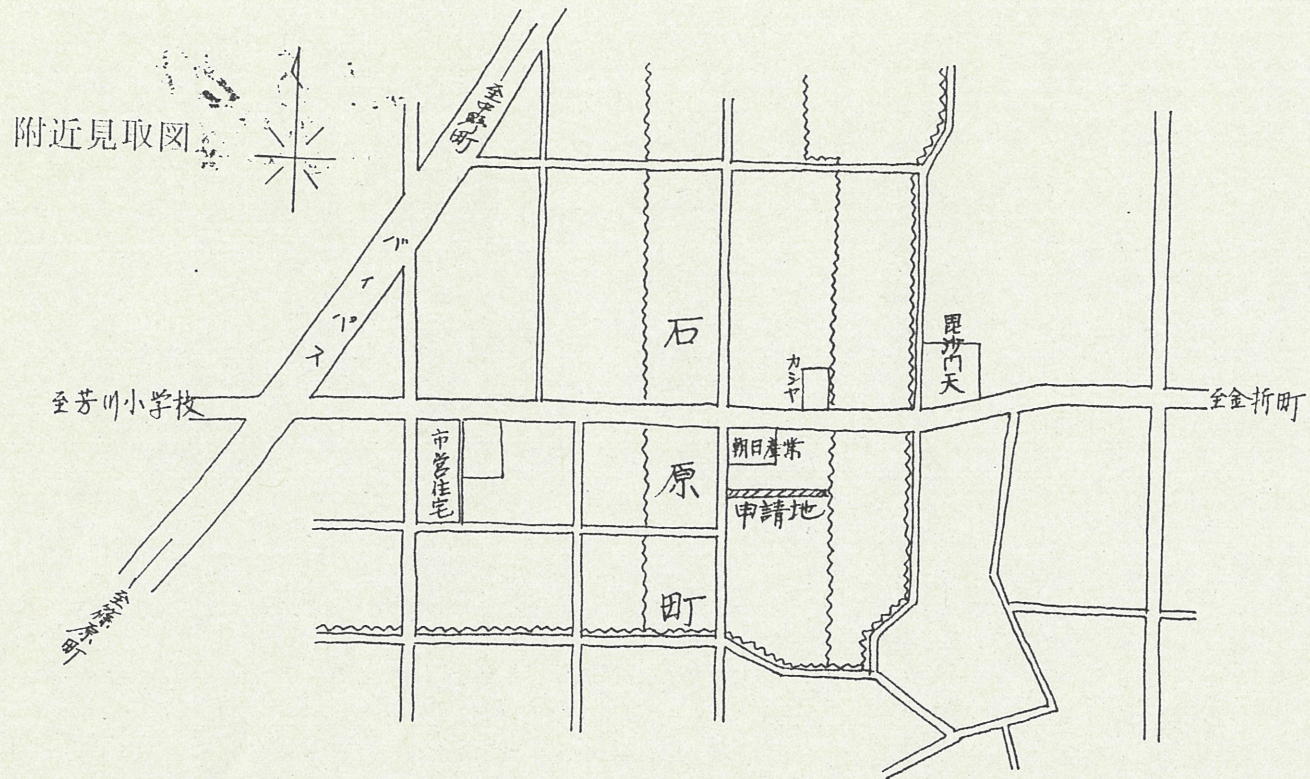 附近見取図
至中野町
バイパス
石原町
毘沙門天
カシヤ
至芳川小学校
至金折町
市営住宅
朝日産業
申請地
至篠原町